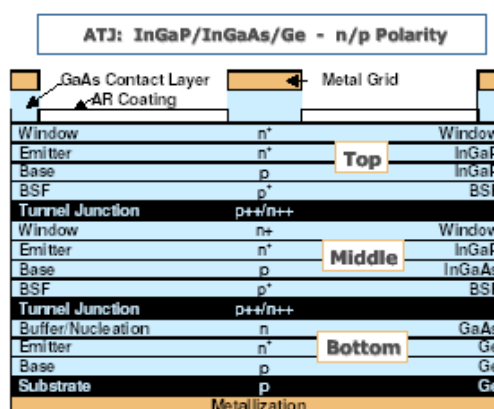 ATJ: InGaP/InGaAs/Ge - n/p Polarity
GaAs Contact Layer
Metal Grid
AR Coating
Window n+ Window
Emitter n+ InGaP
Top
Base p InGaP
BSF p+ BSF
Tunnel Junction p++/n++
Window n+ Window
Emitter n+ InGaP
Middle
Base p InGaAs
BSF p+ BSF
Tunnel Junction p++/n++
Buffer/Nucleation n GaAs
Emitter n+ Ge
Bottom
Base p Ge
Substrate p Ge
Metallization